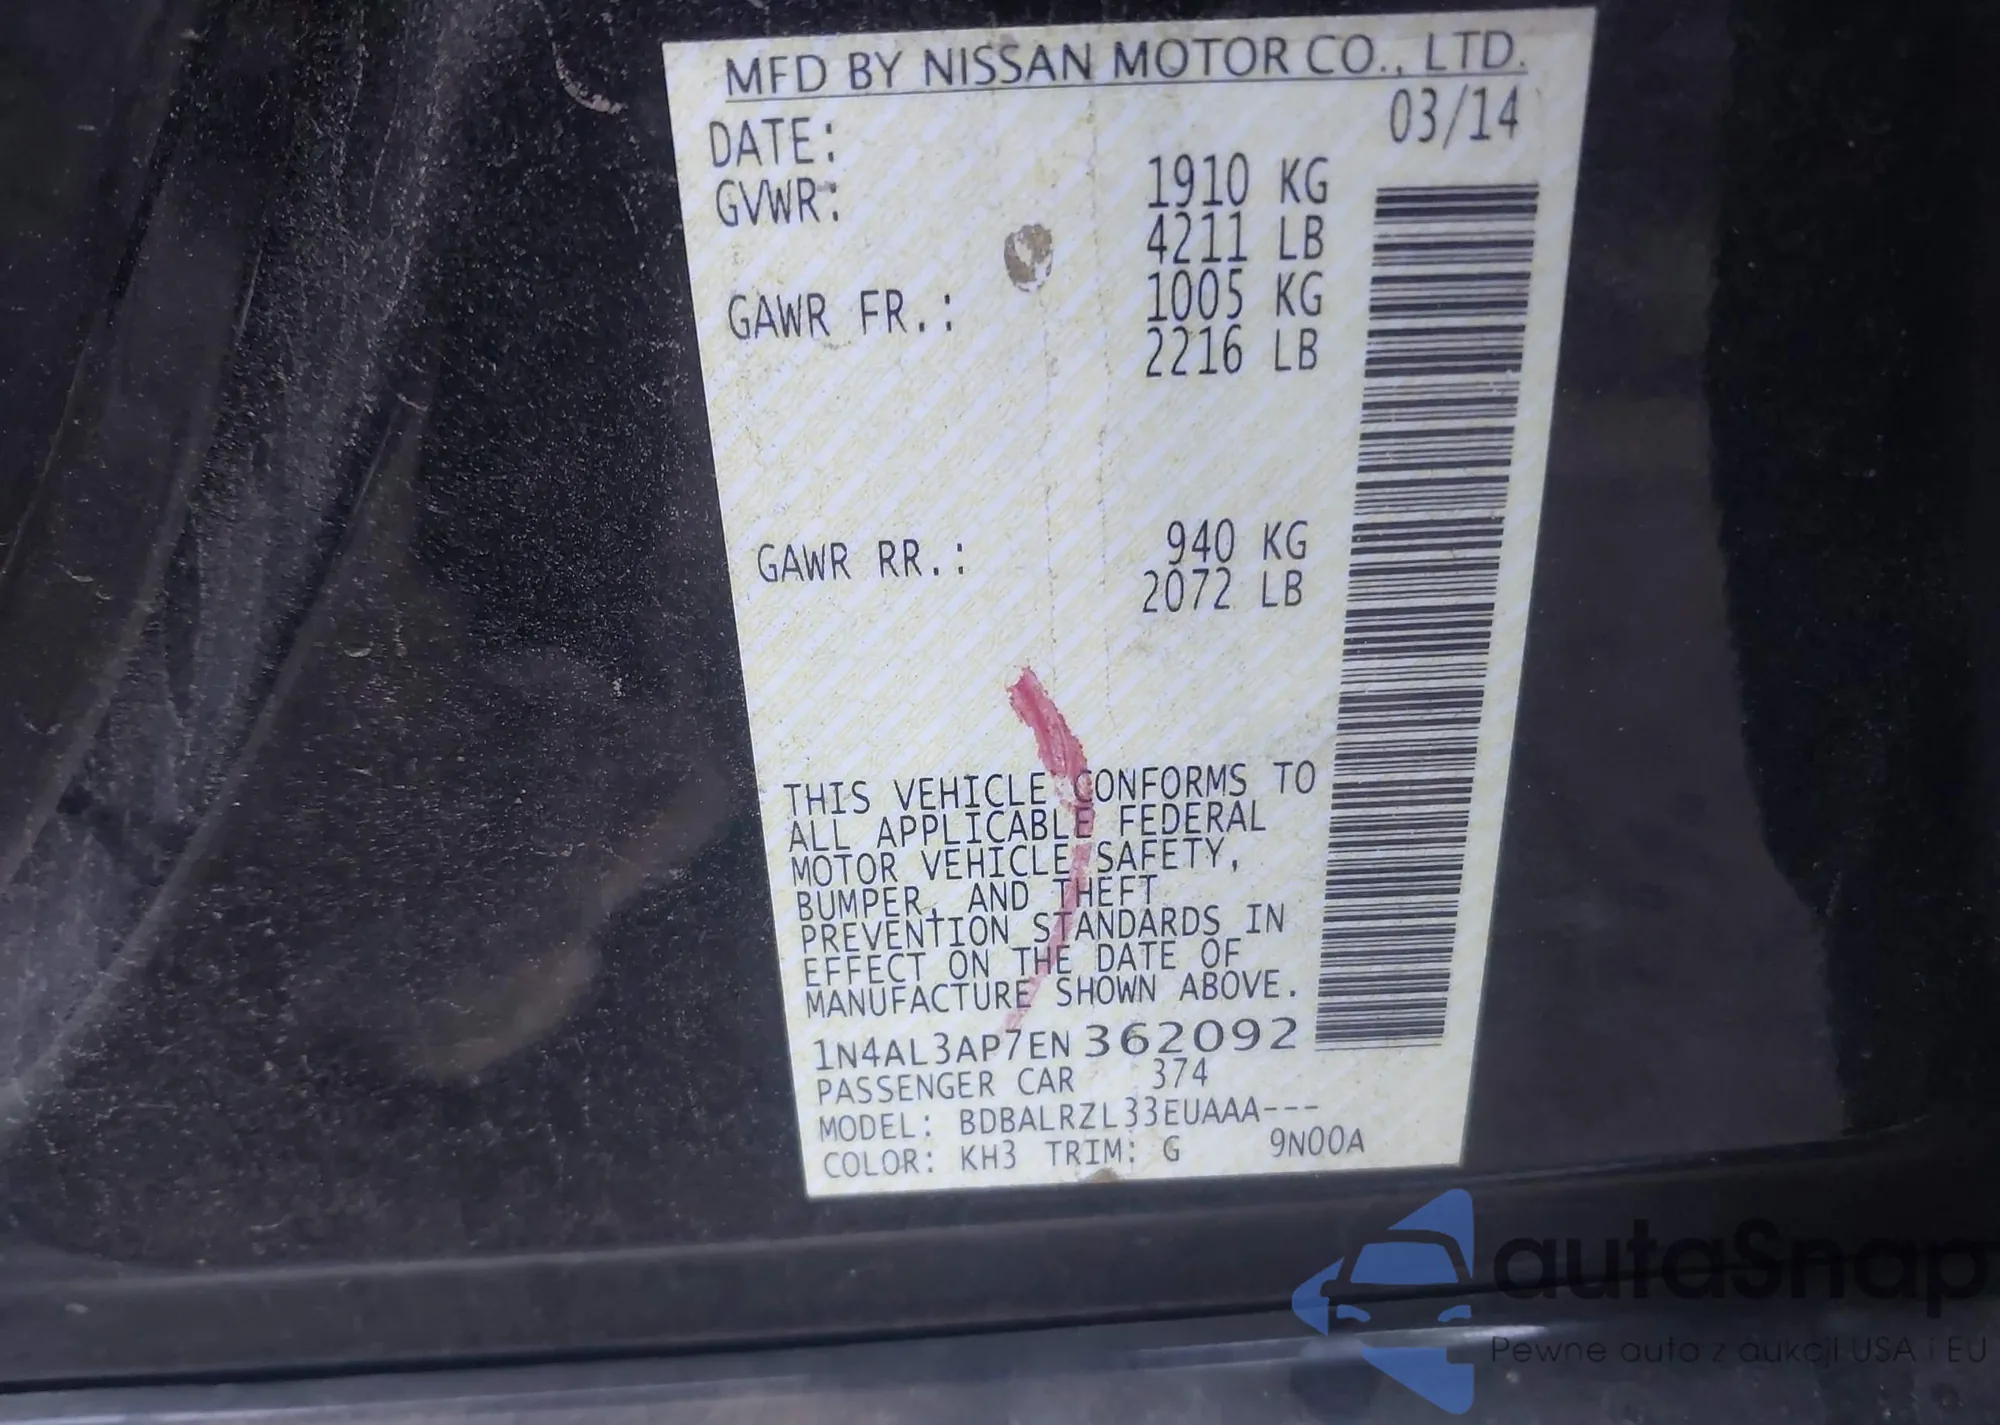 MFD BY NISSAN MOTOR CO., LTD.
DATE: 03/14
GVWR: 1910 KG
4211 LB
GAWR FR.: 1005 KG
2216 LB
GAWR RR.: 940 KG
2072 LB
THIS VEHICLE CONFORMS TO
ALL APPLICABLE FEDERAL
MOTOR VEHICLE SAFETY,
BUMPER, AND THEFT
PREVENTION STANDARDS IN
EFFECT ON THE DATE OF
MANUFACTURE SHOWN ABOVE.
1N4AL3AP7EN362092
PASSENGER CAR 374
MODEL: BDBALRZL33EUAAA---
COLOR: KH3 TRIM: G 9N00A
autaSnap
Pewne auta z aukcji USA i EU